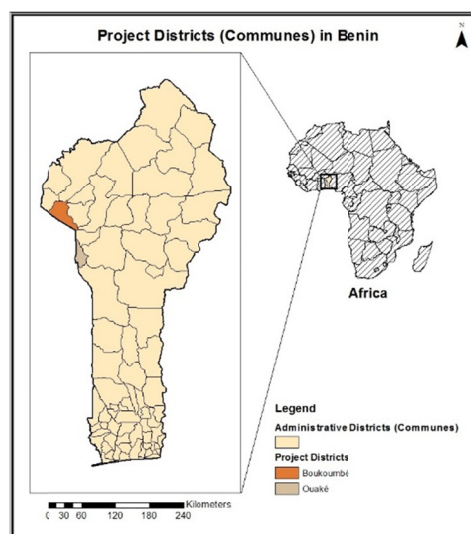 Project Districts (Communes) in Benin
N
Africa
Legend
Administrative Districts (Communes)
Project Districts
Boukoumbé
Ouaké
Kilometers
0 30 60 120 180 240